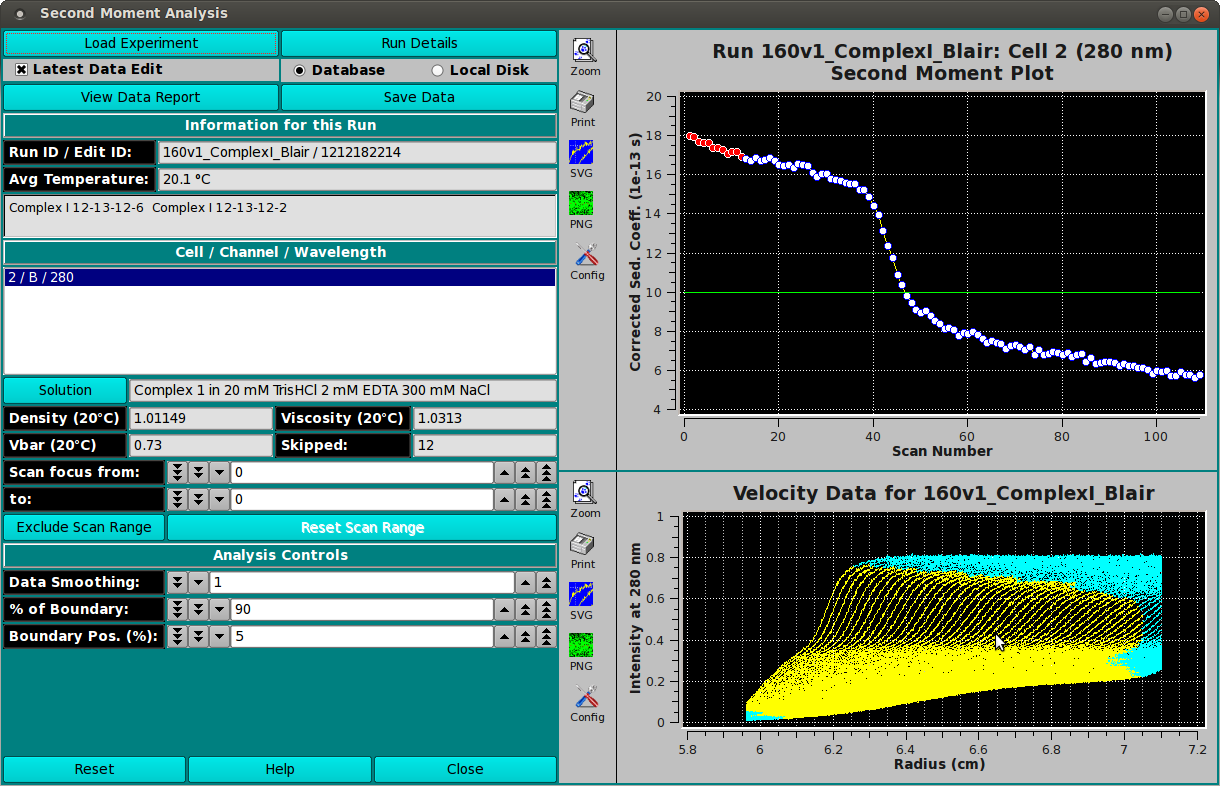 Second Moment Analysis
Load Experiment
Run Details
Latest Data Edit
Database
Local Disk
View Data Report
Save Data
Information for this Run
Run ID / Edit ID:
160v1_ComplexI_Blair / 1212182214
Avg Temperature:
20.1 °C
Complex I 12-13-12-6 Complex I 12-13-12-2
Cell / Channel / Wavelength
2 / B / 280
Solution
Complex 1 in 20 mM TrisHCl 2 mM EDTA 300 mM NaCl
Density (20°C)
1.01149
Viscosity (20°C)
1.0313
Vbar (20°C)
0.73
Skipped:
12
Scan focus from:
0
to:
0
Exclude Scan Range
Reset Scan Range
Analysis Controls
Data Smoothing:
1
% of Boundary:
90
Boundary Pos. (%):
5
Reset
Help
Close
Zoom
Print
SVG
PNG
Config
Run 160v1_ComplexI_Blair: Cell 2 (280 nm)
Second Moment Plot
Corrected Sed. Coeff. (1e-13 s)
20
18
16
14
12
10
8
6
4
0
20
40
60
80
100
Scan Number
Zoom
Print
SVG
PNG
Config
Velocity Data for 160v1_ComplexI_Blair
Intensity at 280 nm
1
0.8
0.6
0.4
0.2
0
5.8
6
6.2
6.4
6.6
6.8
7
7.2
Radius (cm)